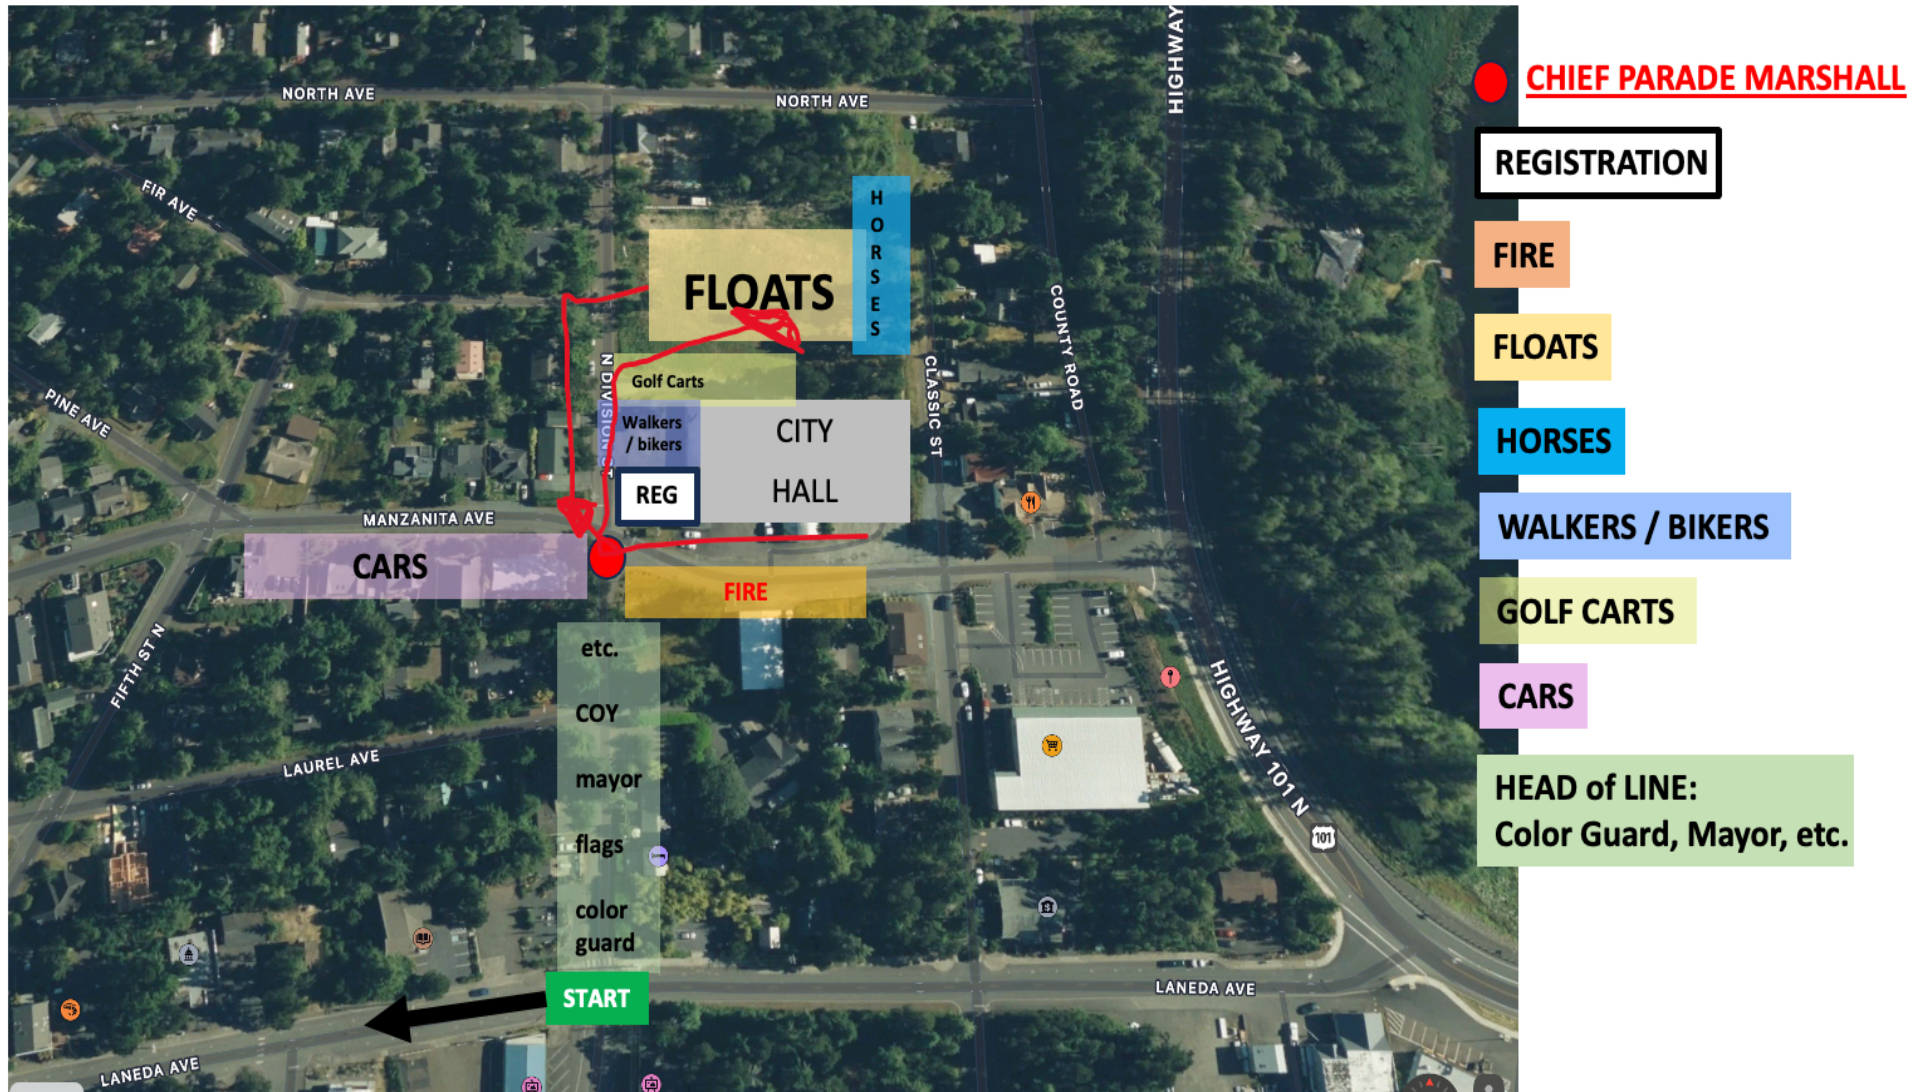 NORTH AVE
NORTH AVE
HIGHWAY
FIR AVE
HORSES
FLOATS
COUNTY ROAD
N DIVISION ST
Golf Carts
CLASSIC ST
PINE AVE
Walkers
/ bikers
CITY
HALL
REG
MANZANITA AVE
CARS
FIRE
etc.
COY
mayor
flags
color
guard
FIFTH ST N
LAUREL AVE
HIGHWAY 101 N
101
START
LANEDA AVE
LANEDA AVE
CHIEF PARADE MARSHALL
REGISTRATION
FIRE
FLOATS
HORSES
WALKERS / BIKERS
GOLF CARTS
CARS
HEAD of LINE:
Color Guard, Mayor, etc.